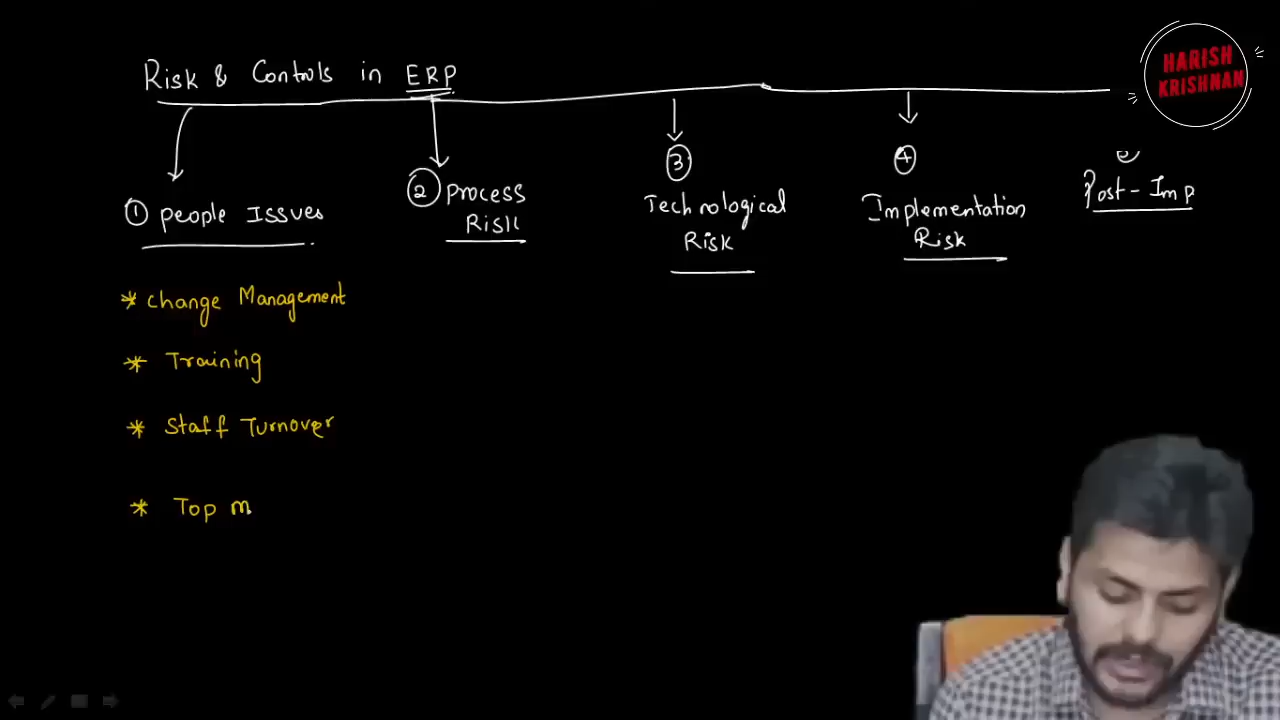 Risk & Controls in ERP
HARISH
KRISHNAN
① People Issues
② Process
Risk
③
Technological
Risk
④
Implementation
Risk
Post-Imp
* Change Management
* Training
* Staff Turnover
* Top m